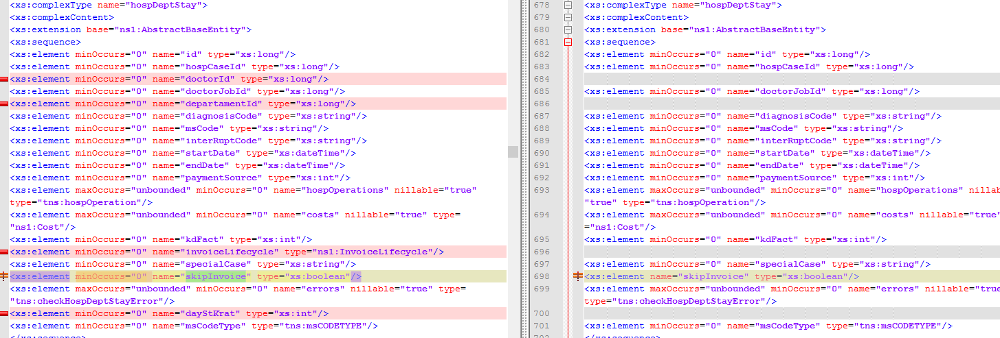 <xs:complexType name="hospDeptStay">
<xs:complexContent>
<xs:extension base="ns1:AbstractBaseEntity">
<xs:sequence>
<xs:element minOccurs="0" name="id" type="xs:long"/>
<xs:element minOccurs="0" name="hospCaseId" type="xs:long"/>
<xs:element minOccurs="0" name="doctorId" type="xs:long"/>
<xs:element minOccurs="0" name="doctorJobId" type="xs:long"/>
<xs:element minOccurs="0" name="departamentId" type="xs:long"/>
<xs:element minOccurs="0" name="diagnosisCode" type="xs:string"/>
<xs:element minOccurs="0" name="msCode" type="xs:string"/>
<xs:element minOccurs="0" name="interRuptCode" type="xs:string"/>
<xs:element minOccurs="0" name="startDate" type="xs:dateTime"/>
<xs:element minOccurs="0" name="endDate" type="xs:dateTime"/>
<xs:element minOccurs="0" name="paymentSource" type="xs:int"/>
<xs:element maxOccurs="unbounded" minOccurs="0" name="hospOperations" nillable="true"
type="tns:hospOperation"/>
<xs:element maxOccurs="unbounded" minOccurs="0" name="costs" nillable="true" type=
"ns1:Cost"/>
<xs:element minOccurs="0" name="kdFact" type="xs:int"/>
<xs:element minOccurs="0" name="invoiceLifecycle" type="ns1:InvoiceLifecycle"/>
<xs:element minOccurs="0" name="specialCase" type="xs:string"/>
<xs:element minOccurs="0" name="skipInvoice" type="xs:boolean"/>
<xs:element maxOccurs="unbounded" minOccurs="0" name="errors" nillable="true" type=
"tns:checkHospDeptStayError"/>
<xs:element minOccurs="0" name="dayStKrat" type="xs:int"/>
<xs:element minOccurs="0" name="msCodeType" type="tns:msCODETYPE"/>
</xs:sequence>
678 <xs:complexType name="hospDeptStay">
679 <xs:complexContent>
680 <xs:extension base="ns1:AbstractBaseEntity">
681 <xs:sequence>
682 <xs:element minOccurs="0" name="id" type="xs:long"/>
683 <xs:element minOccurs="0" name="hospCaseId" type="xs:long"/>
684
685 <xs:element minOccurs="0" name="doctorJobId" type="xs:long"/>
686
687 <xs:element minOccurs="0" name="diagnosisCode" type="xs:string"/>
688 <xs:element minOccurs="0" name="msCode" type="xs:string"/>
689 <xs:element minOccurs="0" name="interRuptCode" type="xs:string"/>
690 <xs:element minOccurs="0" name="startDate" type="xs:dateTime"/>
691 <xs:element minOccurs="0" name="endDate" type="xs:dateTime"/>
692 <xs:element minOccurs="0" name="paymentSource" type="xs:int"/>
693 <xs:element maxOccurs="unbounded" minOccurs="0" name="hospOperations" nillab
"true" type="tns:hospOperation"/>
694 <xs:element maxOccurs="unbounded" minOccurs="0" name="costs" nillable="true"
="ns1:Cost"/>
695 <xs:element minOccurs="0" name="kdFact" type="xs:int"/>
696
697 <xs:element minOccurs="0" name="specialCase" type="xs:string"/>
698 <xs:element name="skipInvoice" type="xs:boolean"/>
699 <xs:element maxOccurs="unbounded" minOccurs="0" name="errors" nillable="true
type="tns:checkHospDeptStayError"/>
700
701 <xs:element minOccurs="0" name="msCodeType" type="tns:msCODETYPE"/>